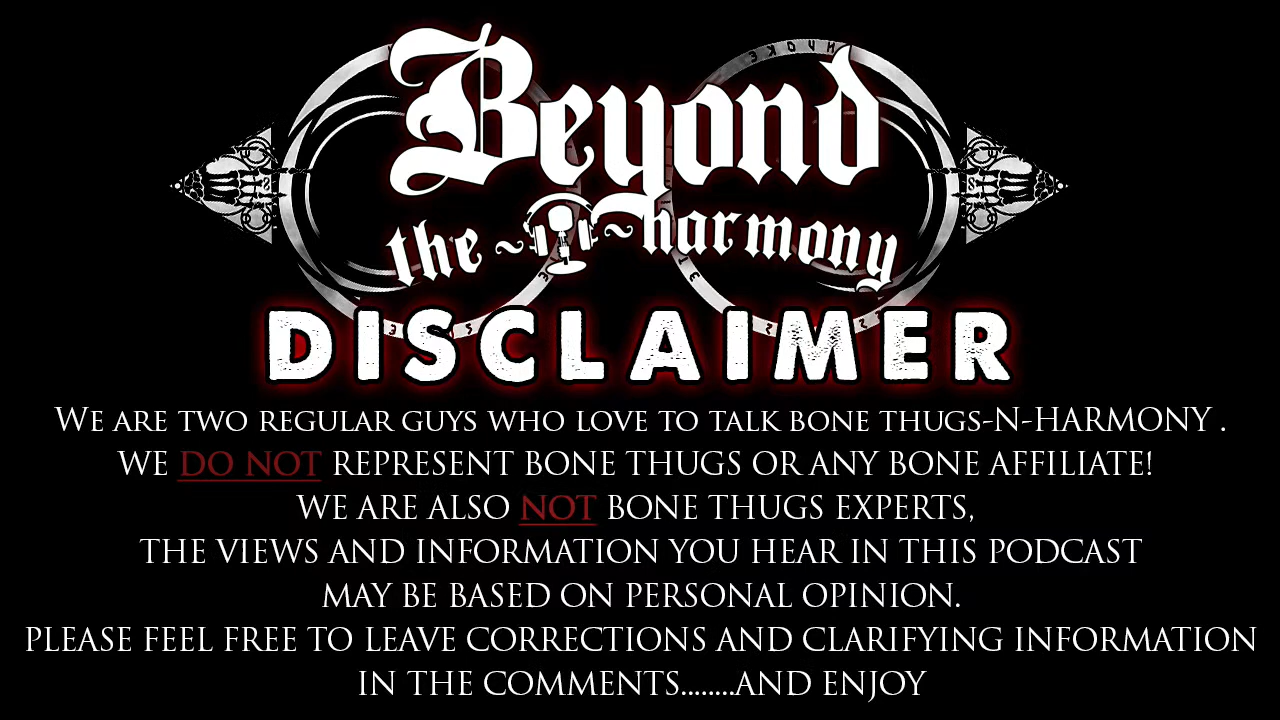 Beyond
the ~ ~ harmony
DISCLAIMER
WE ARE TWO REGULAR GUYS WHO LOVE TO TALK BONE THUGS-N-HARMONY .
WE DO NOT REPRESENT BONE THUGS OR ANY BONE AFFILIATE!
WE ARE ALSO NOT BONE THUGS EXPERTS,
THE VIEWS AND INFORMATION YOU HEAR IN THIS PODCAST
MAY BE BASED ON PERSONAL OPINION.
PLEASE FEEL FREE TO LEAVE CORRECTIONS AND CLARIFYING INFORMATION
IN THE COMMENTS........AND ENJOY